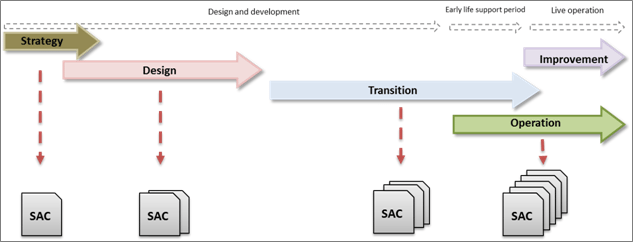 Design and development
Early life support period
Live operation
Strategy
Improvement
Design
Transition
Operation
SAC
SAC
SAC
SAC